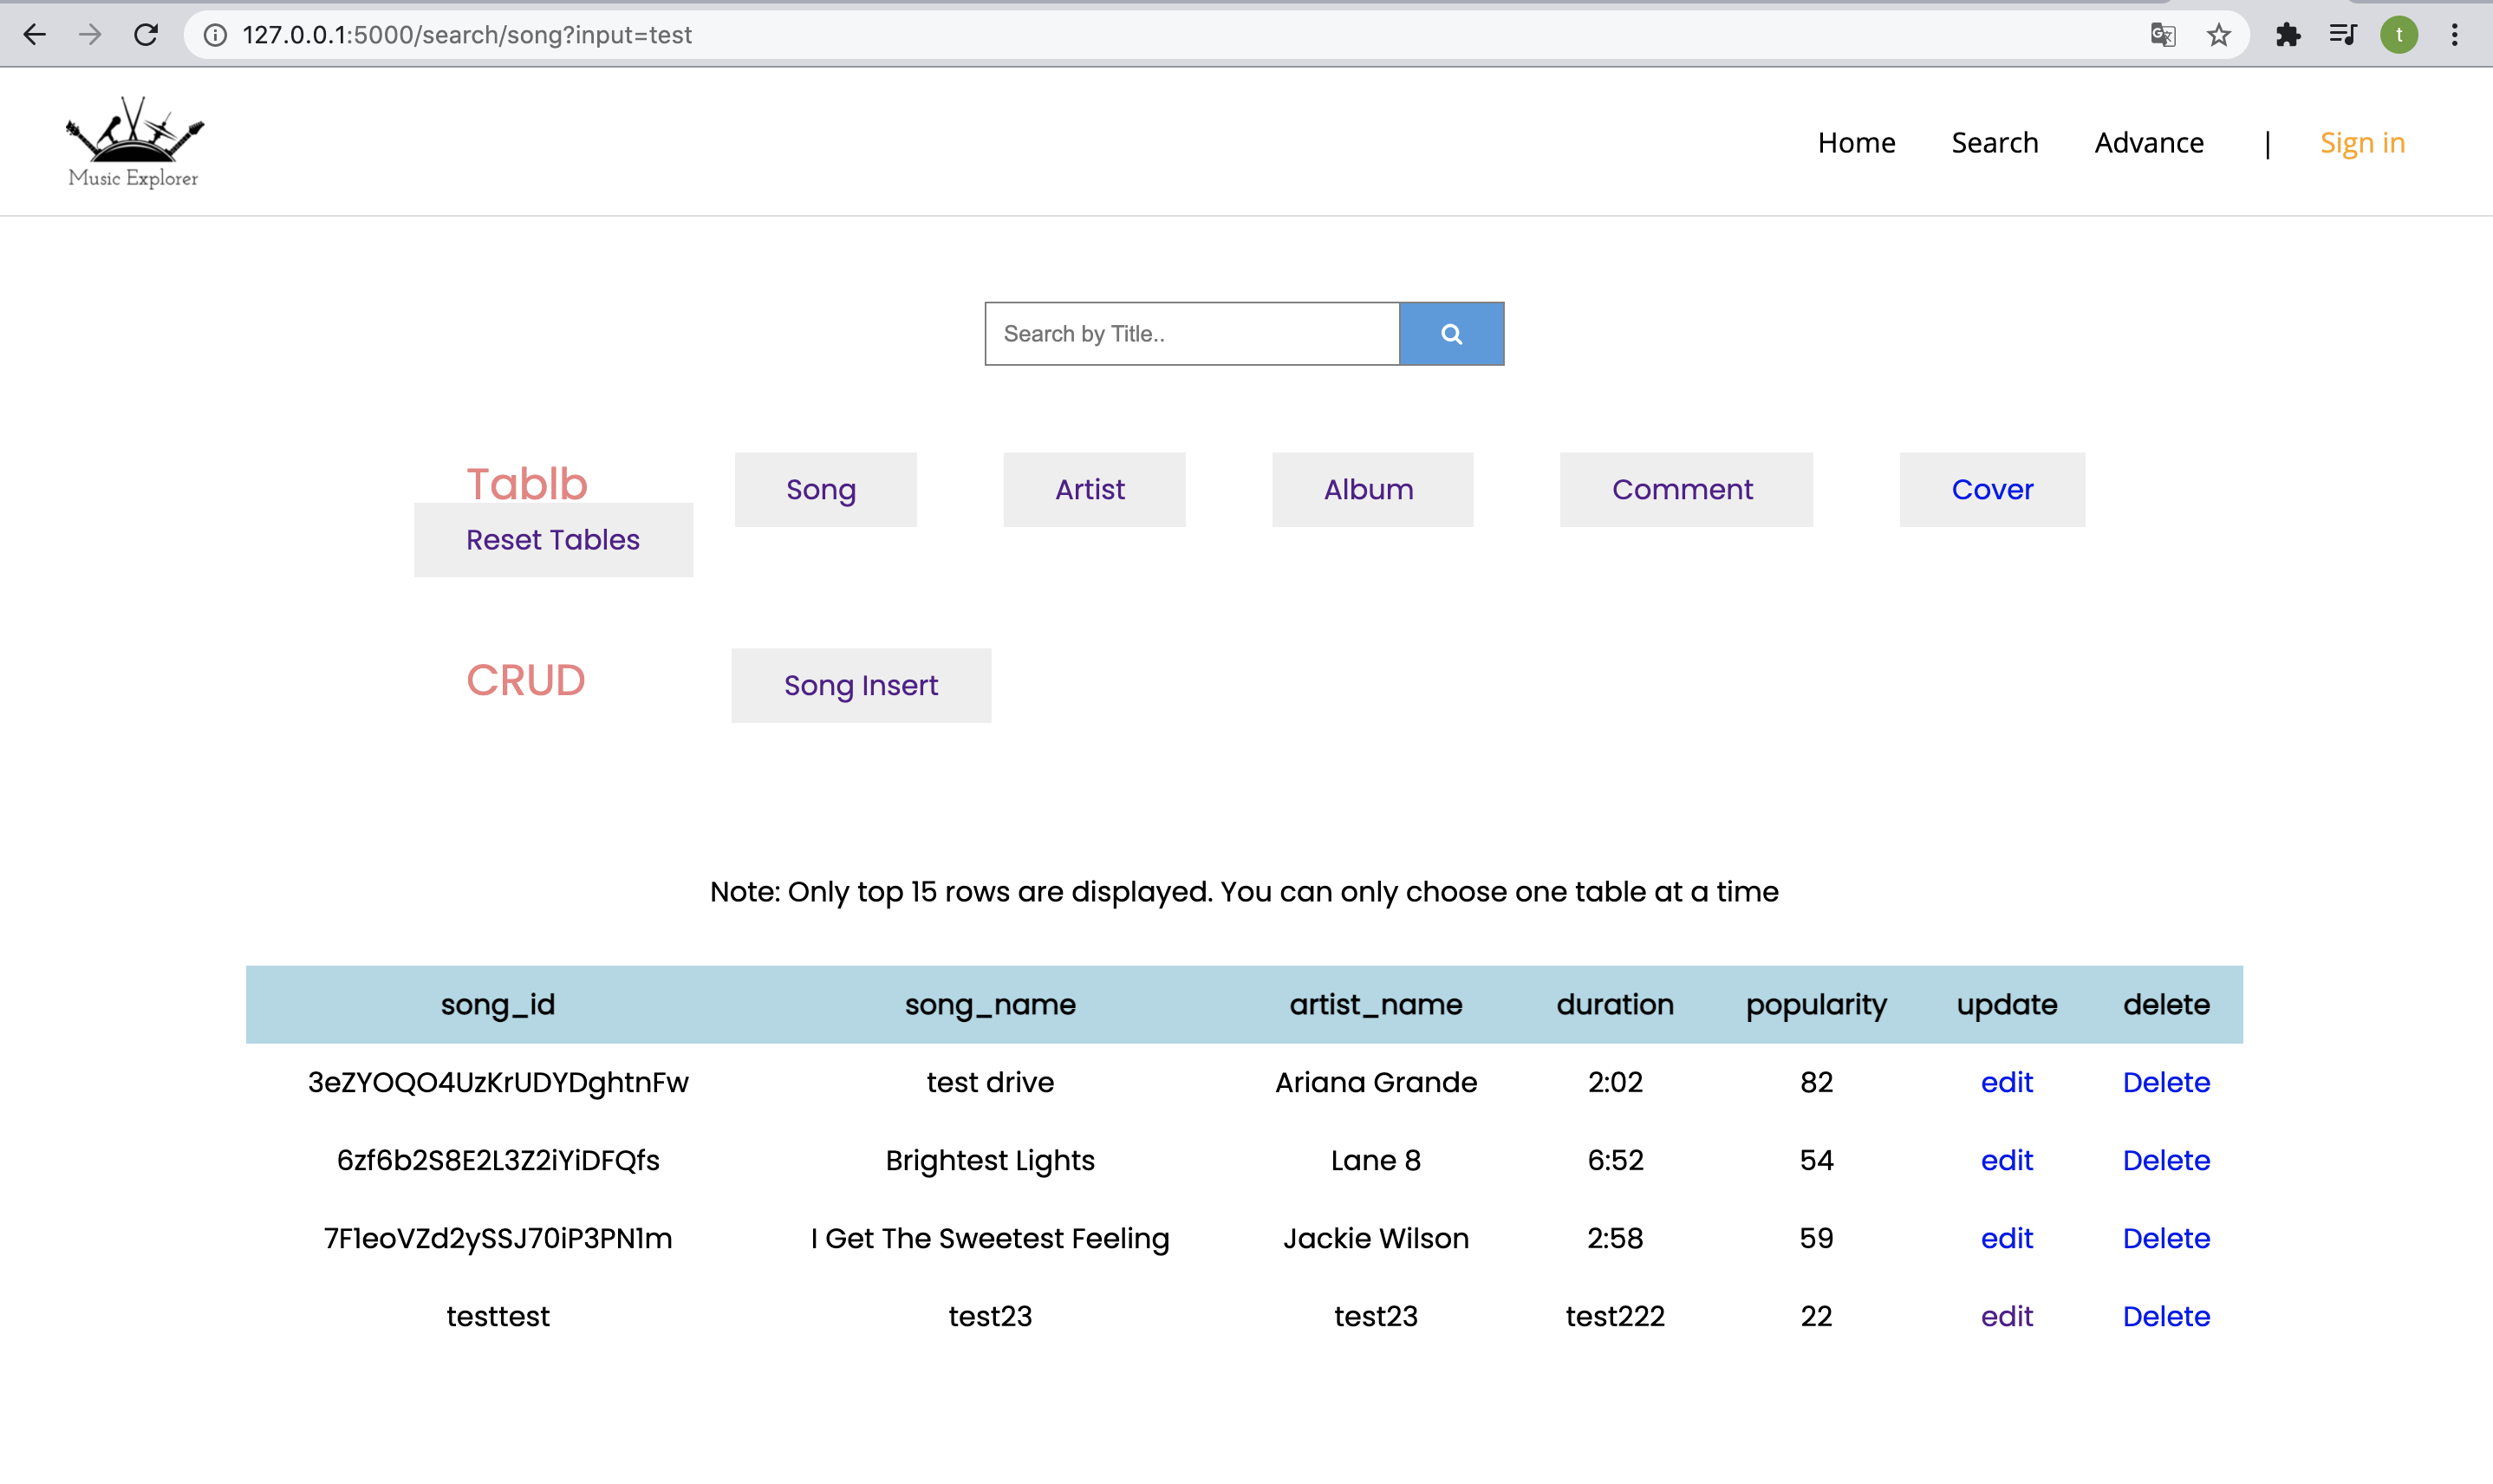 127.0.0.1:5000/search/song?input=test
t
Music Explorer
Home Search Advance | Sign in
Search by Title..
Tablb Song Artist Album Comment Cover
Reset Tables
CRUD Song Insert
Note: Only top 15 rows are displayed. You can only choose one table at a time
song_id song_name artist_name duration popularity update delete
3eZYOQO4UzKrUDYDghtnFw test drive Ariana Grande 2:02 82 edit Delete
6zf6b2S8E2L3Z2iYiDFQfs Brightest Lights Lane 8 6:52 54 edit Delete
7F1eoVZd2ySSJ70iP3PN1m I Get The Sweetest Feeling Jackie Wilson 2:58 59 edit Delete
testtest test23 test23 test222 22 edit Delete